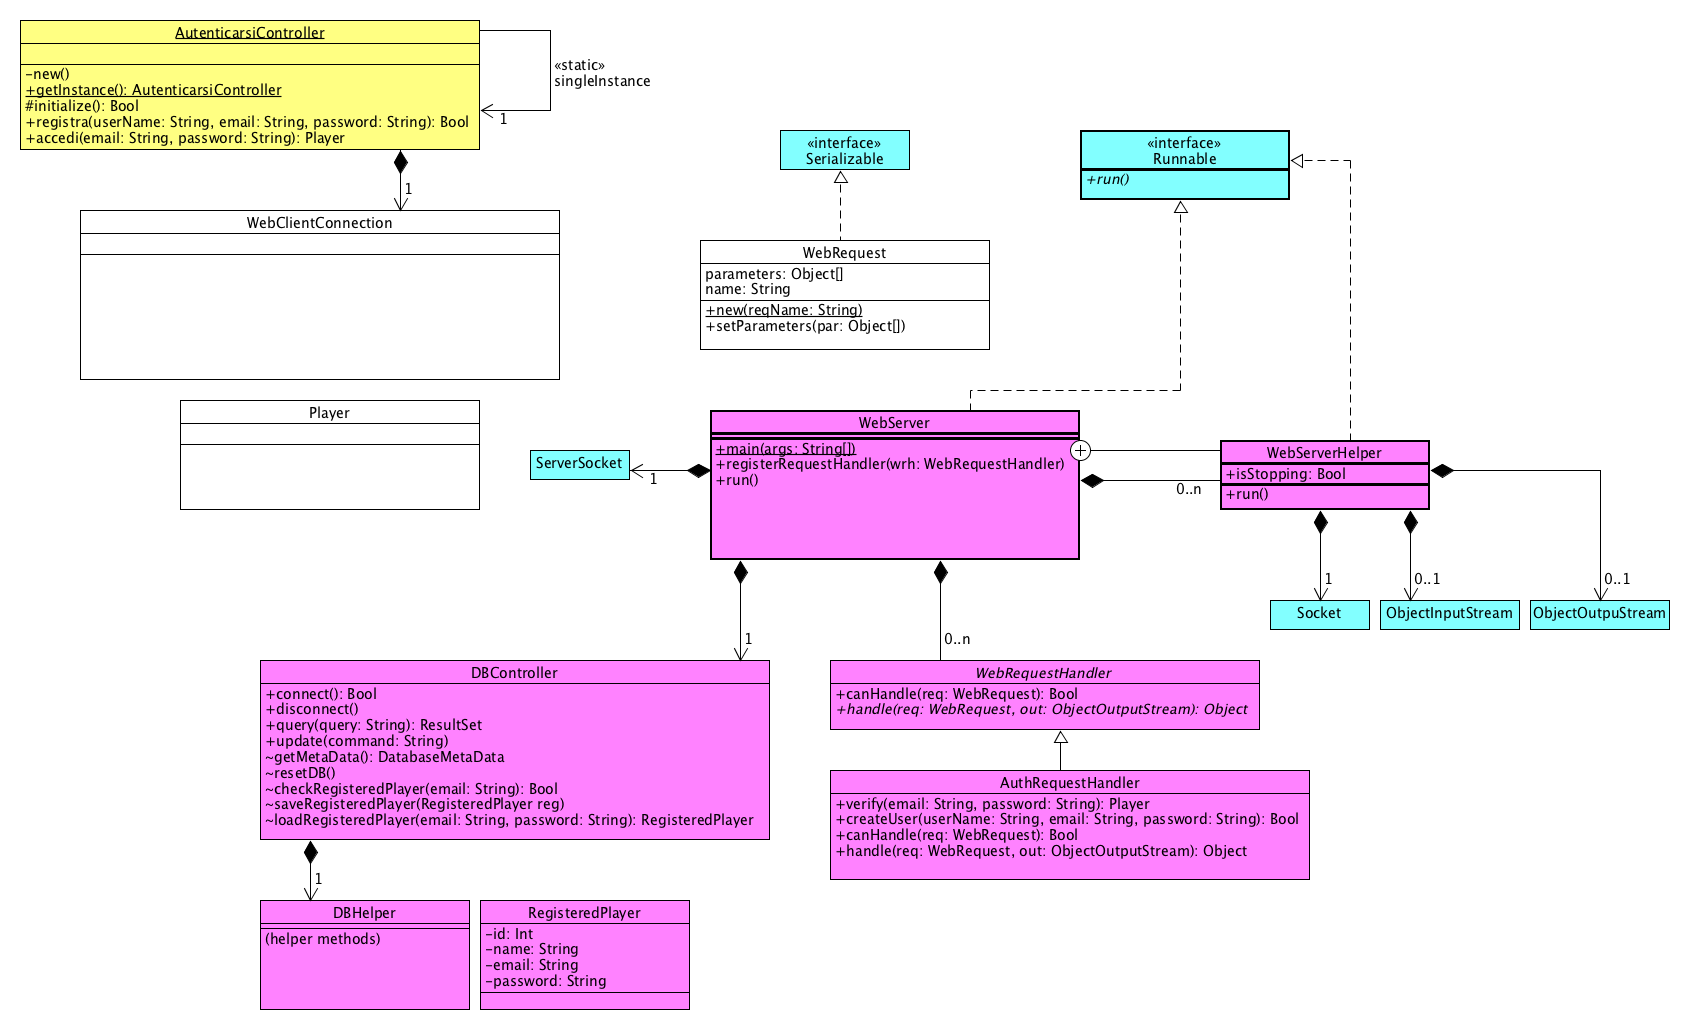 AutenticarsiController
-new()
+getInstance(): AutenticarsiController
#initialize(): Bool
+registra(userName: String, email: String, password: String): Bool
+accedi(email: String, password: String): Player
«static»
singleInstance
1
1
WebClientConnection
Player
«interface»
Serializable
WebRequest
parameters: Object[]
name: String
+new(reqName: String)
+setParameters(par: Object[])
«interface»
Runnable
+run()
ServerSocket
1
WebServer
+main(args: String[])
+registerRequestHandler(wrh: WebRequestHandler)
+run()
0..n
WebServerHelper
+isStopping: Bool
+run()
1
0..1
0..1
Socket
ObjectInputStream
ObjectOutpuStream
1
0..n
DBController
+connect(): Bool
+disconnect()
+query(query: String): ResultSet
+update(command: String)
~getMetaData(): DatabaseMetaData
~resetDB()
~checkRegisteredPlayer(email: String): Bool
~saveRegisteredPlayer(RegisteredPlayer reg)
~loadRegisteredPlayer(email: String, password: String): RegisteredPlayer
WebRequestHandler
+canHandle(req: WebRequest): Bool
+handle(req: WebRequest, out: ObjectOutputStream): Object
AuthRequestHandler
+verify(email: String, password: String): Player
+createUser(userName: String, email: String, password: String): Bool
+canHandle(req: WebRequest): Bool
+handle(req: WebRequest, out: ObjectOutputStream): Object
1
DBHelper
(helper methods)
RegisteredPlayer
-id: Int
-name: String
-email: String
-password: String